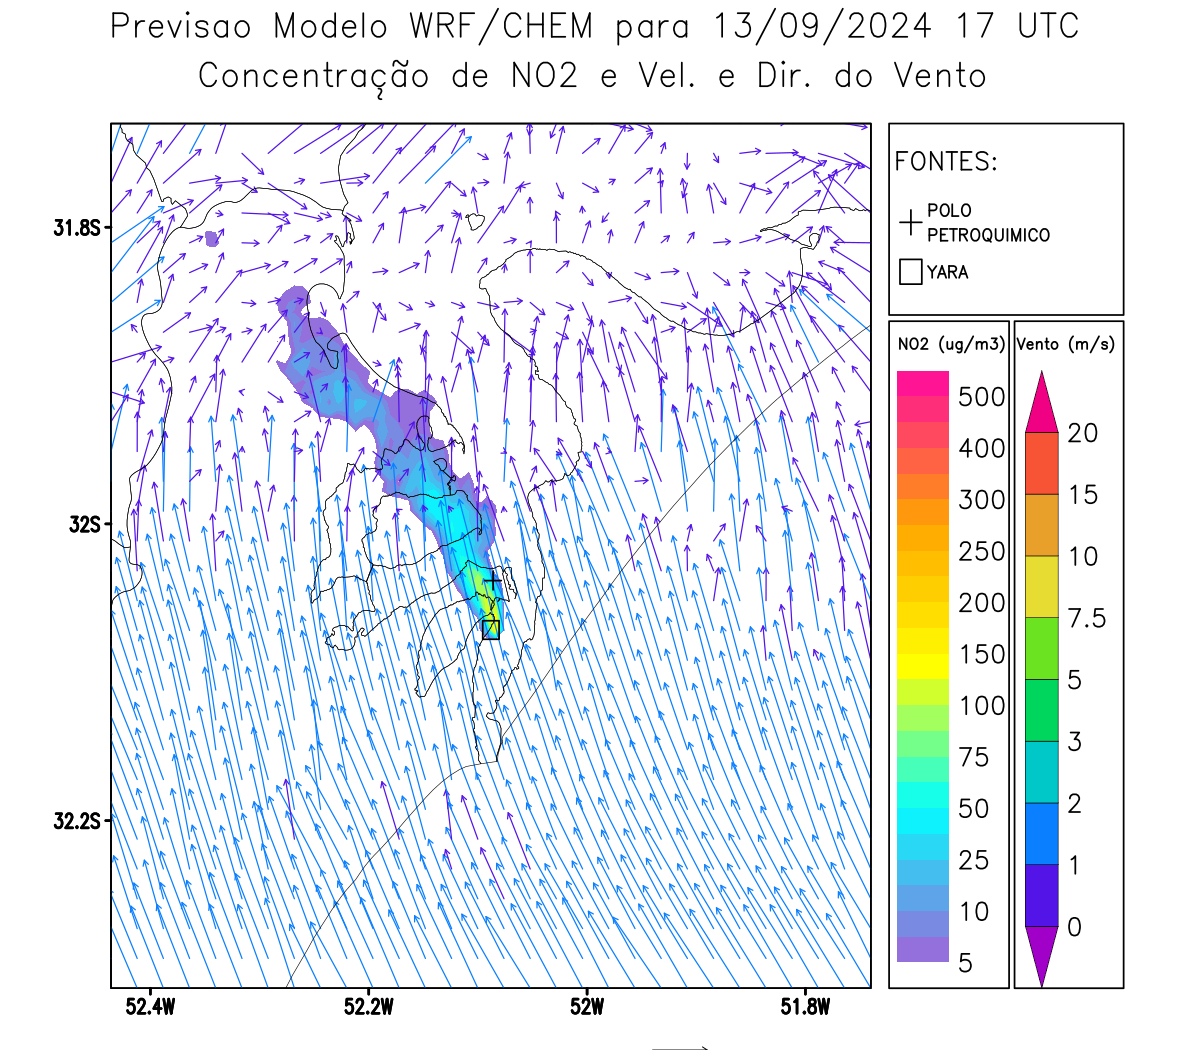 Previsao Modelo WRF/CHEM para 13/09/2024 17 UTC
Concentração de NO2 e Vel. e Dir. do Vento
FONTES:
POLO
PETROQUIMICO
YARA
31.8S
32S
32.2S
52.4W
52.2W
52W
51.8W
NO2 (ug/m3)
500
400
300
250
200
150
100
75
50
25
10
5
Vento (m/s)
20
15
10
7.5
5
3
2
1
0